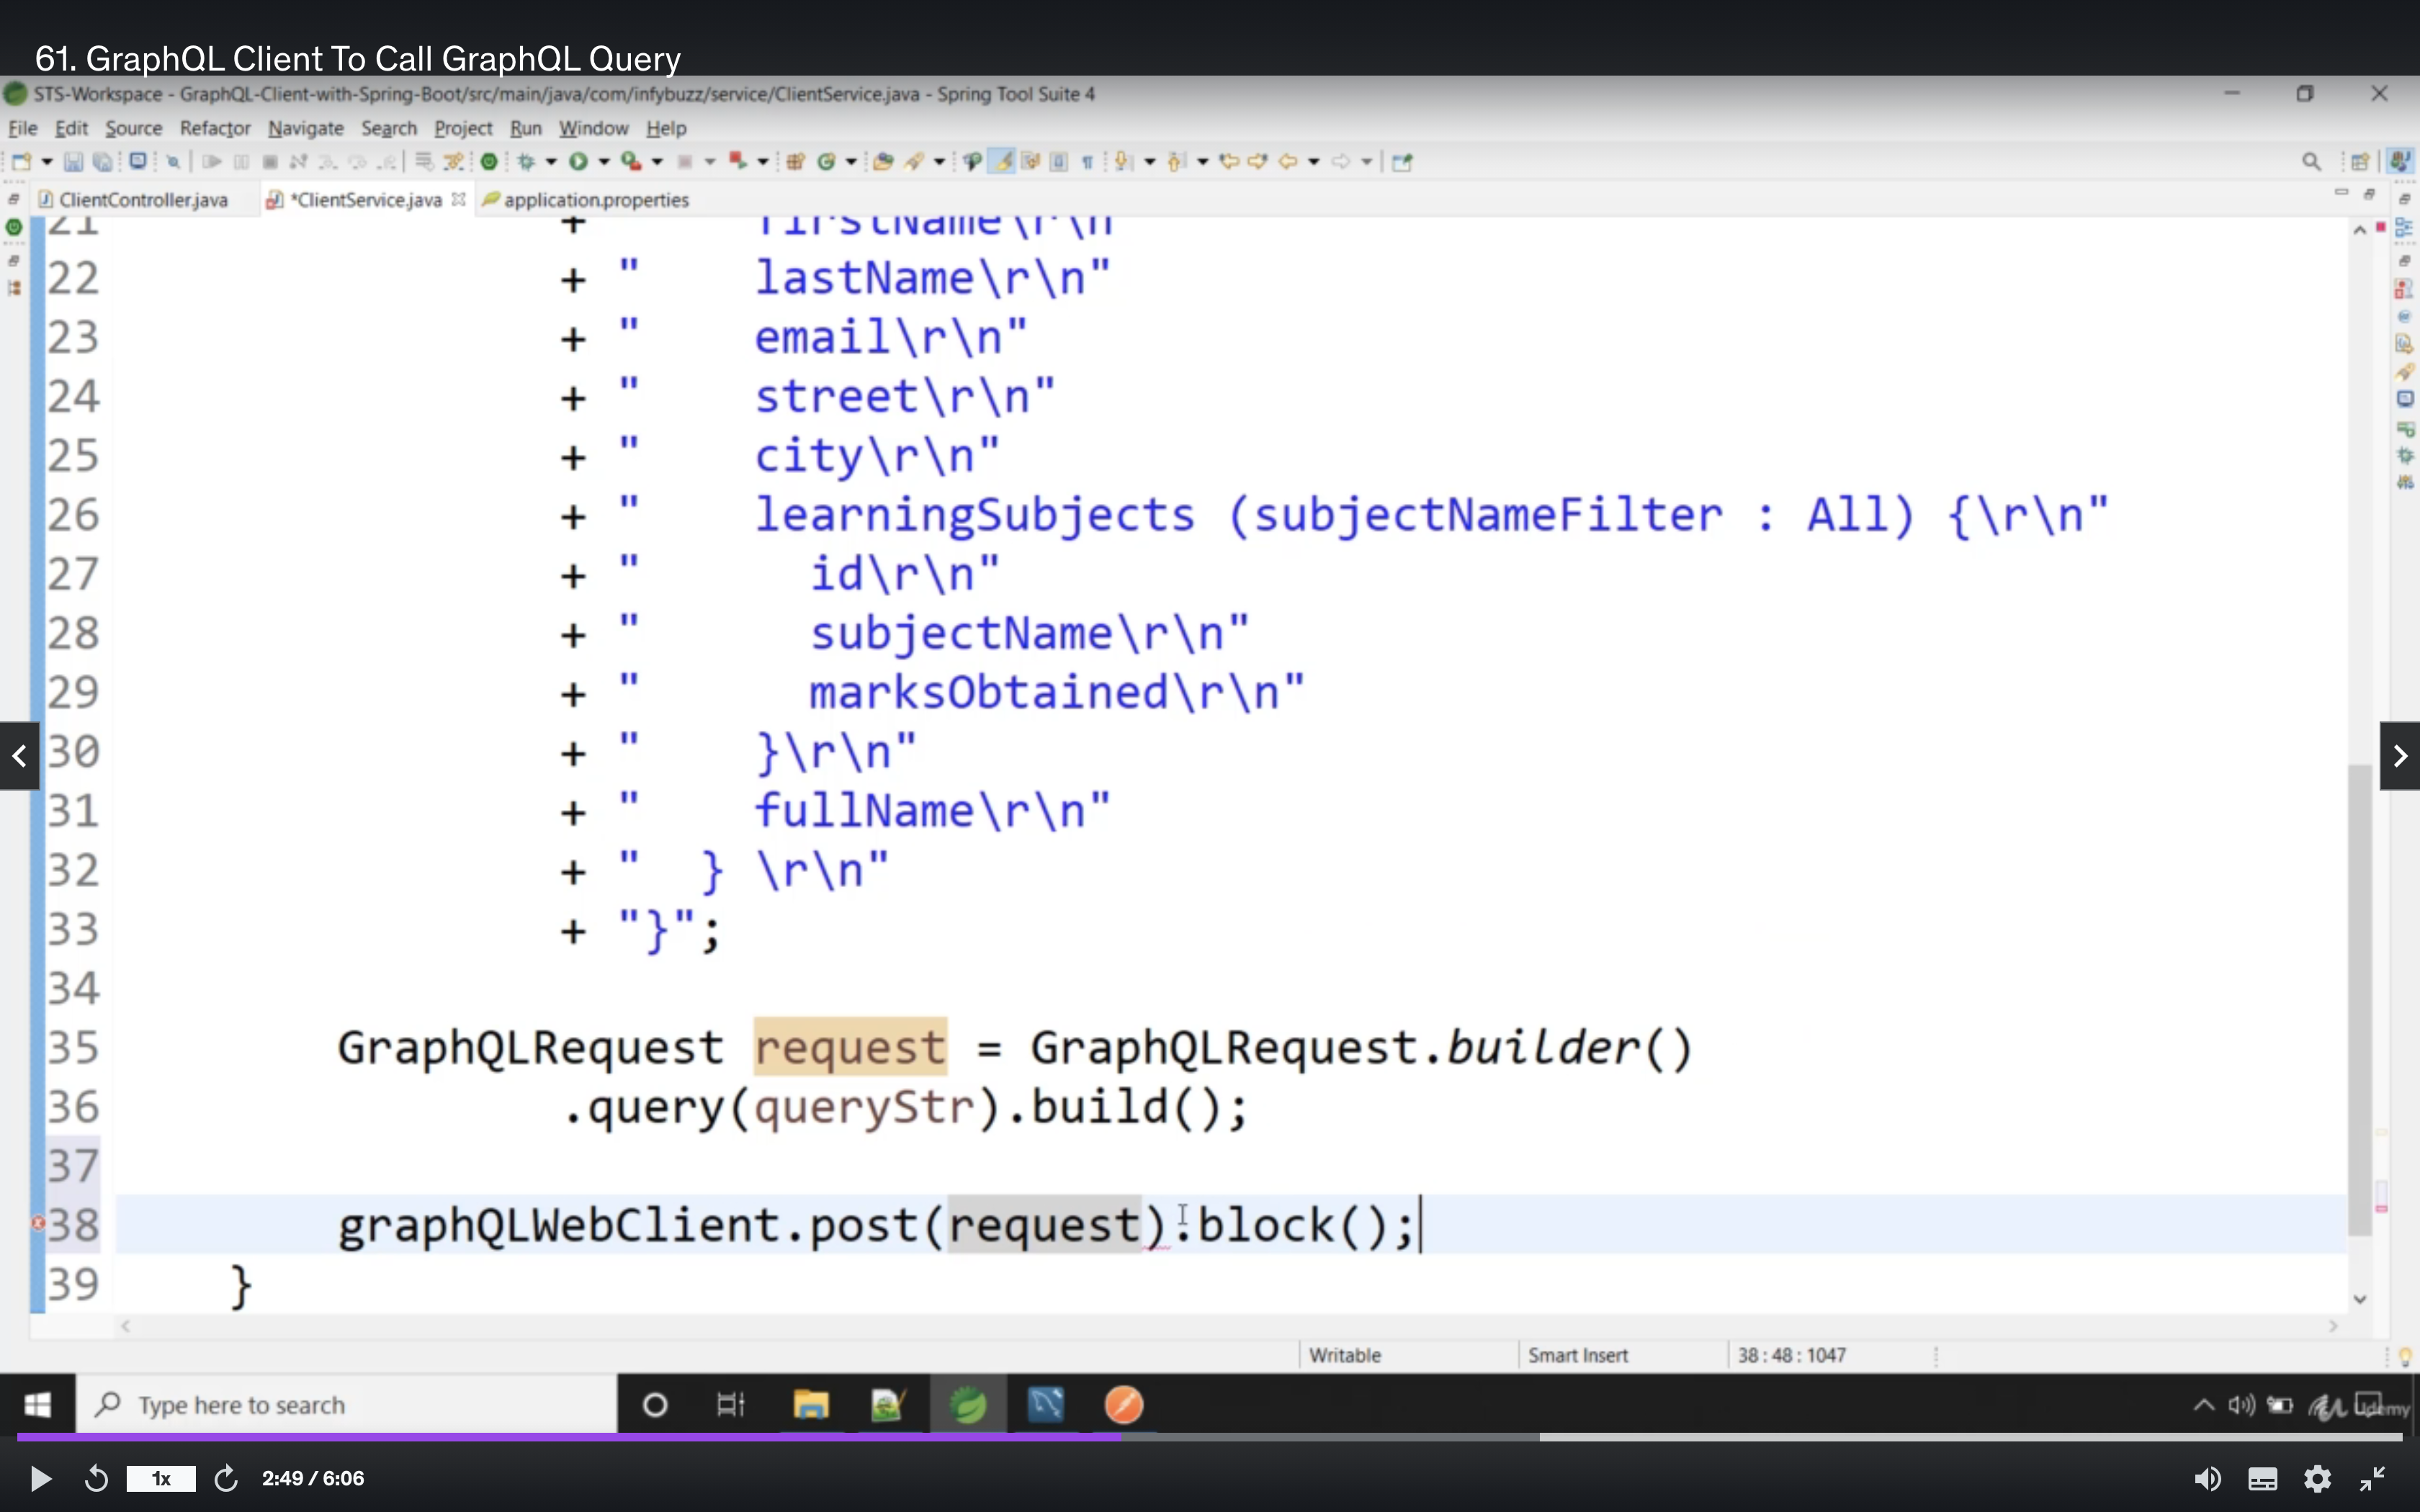 61. GraphQL Client To Call GraphQL Query
STS-Workspace - GraphQL-Client-with-Spring-Boot/src/main/java/com/infybuzz/service/ClientService.java - Spring Tool Suite 4
File Edit Source Refactor Navigate Search Project Run Window Help
ClientController.java *ClientService.java application.properties
21 + firstName\r\n
22 + " lastName\r\n"
23 + " email\r\n"
24 + " street\r\n"
25 + " city\r\n"
26 + " learningSubjects (subjectNameFilter : All) {\r\n"
27 + " id\r\n"
28 + " subjectName\r\n"
29 + " marksObtained\r\n"
30 + " }\r\n"
31 + " fullName\r\n"
32 + " } \r\n"
33 + "}";
34
35 GraphQLRequest request = GraphQLRequest.builder()
36 .query(queryStr).build();
37
38 graphQLWebClient.post(request).block();
39 }
Writable Smart Insert 38 : 48 : 1047
Type here to search
Udemy
1x 2:49 / 6:06